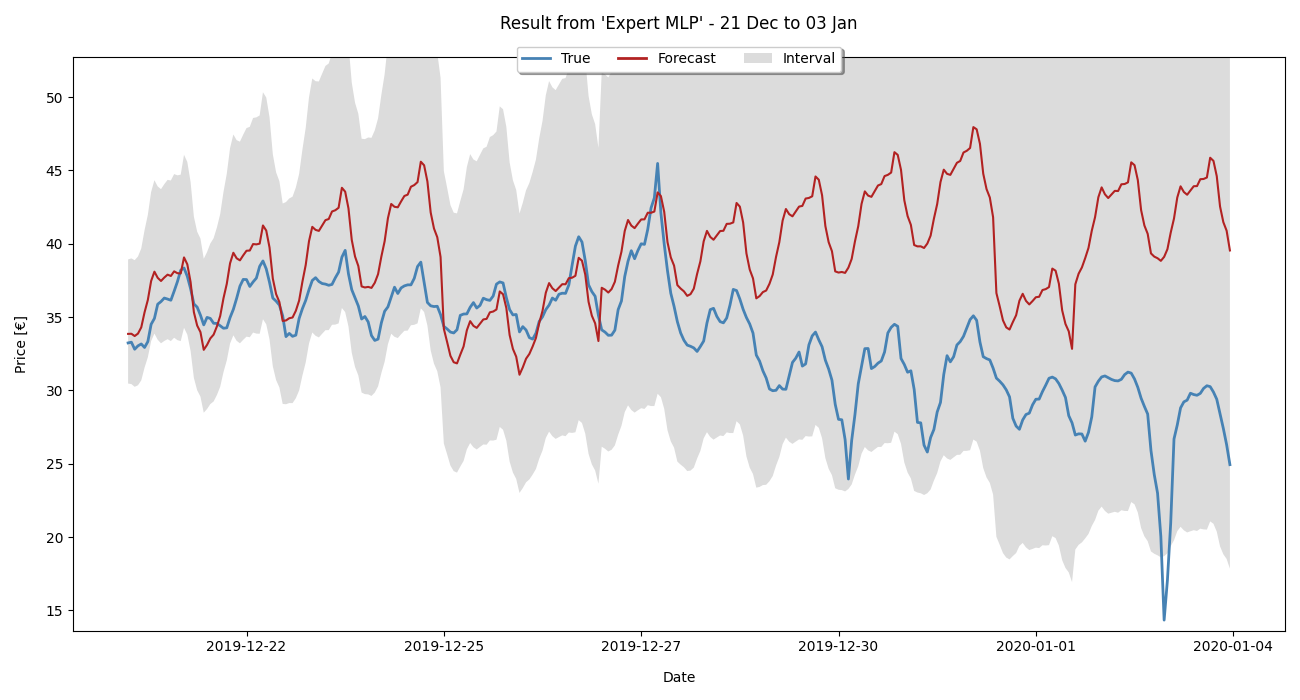 Result from 'Expert MLP' - 21 Dec to 03 Jan
True Forecast Interval
50
45
40
35
30
25
20
15
Price [€]
2019-12-22 2019-12-25 2019-12-27 2019-12-30 2020-01-01 2020-01-04
Date